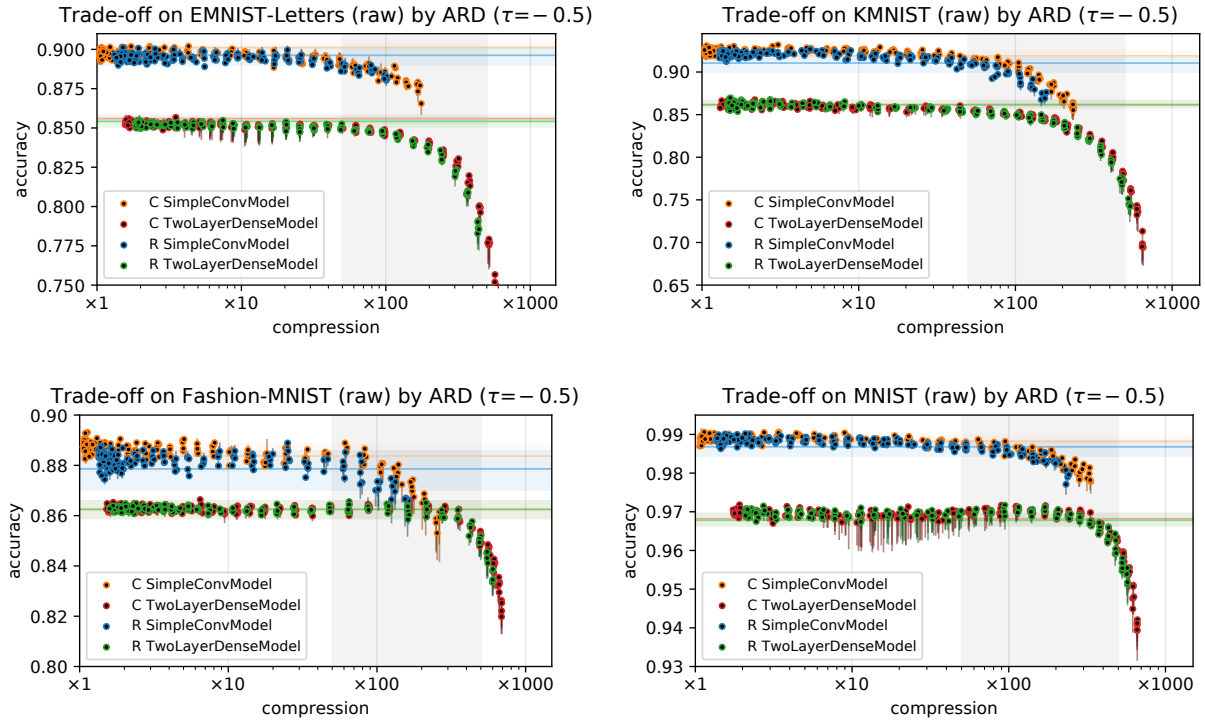 Trade-off on EMNIST-Letters (raw) by ARD (τ=−0.5)
accuracy
0.900
0.875
0.850
0.825
0.800
0.775
0.750
C SimpleConvModel
C TwoLayerDenseModel
R SimpleConvModel
R TwoLayerDenseModel
×1 ×10 ×100 ×1000
compression
Trade-off on KMNIST (raw) by ARD (τ=−0.5)
accuracy
0.90
0.85
0.80
0.75
0.70
0.65
C SimpleConvModel
C TwoLayerDenseModel
R SimpleConvModel
R TwoLayerDenseModel
×1 ×10 ×100 ×1000
compression
Trade-off on Fashion-MNIST (raw) by ARD (τ=−0.5)
accuracy
0.90
0.88
0.86
0.84
0.82
0.80
C SimpleConvModel
C TwoLayerDenseModel
R SimpleConvModel
R TwoLayerDenseModel
×1 ×10 ×100 ×1000
compression
Trade-off on MNIST (raw) by ARD (τ=−0.5)
accuracy
0.99
0.98
0.97
0.96
0.95
0.94
0.93
C SimpleConvModel
C TwoLayerDenseModel
R SimpleConvModel
R TwoLayerDenseModel
×1 ×10 ×100 ×1000
compression